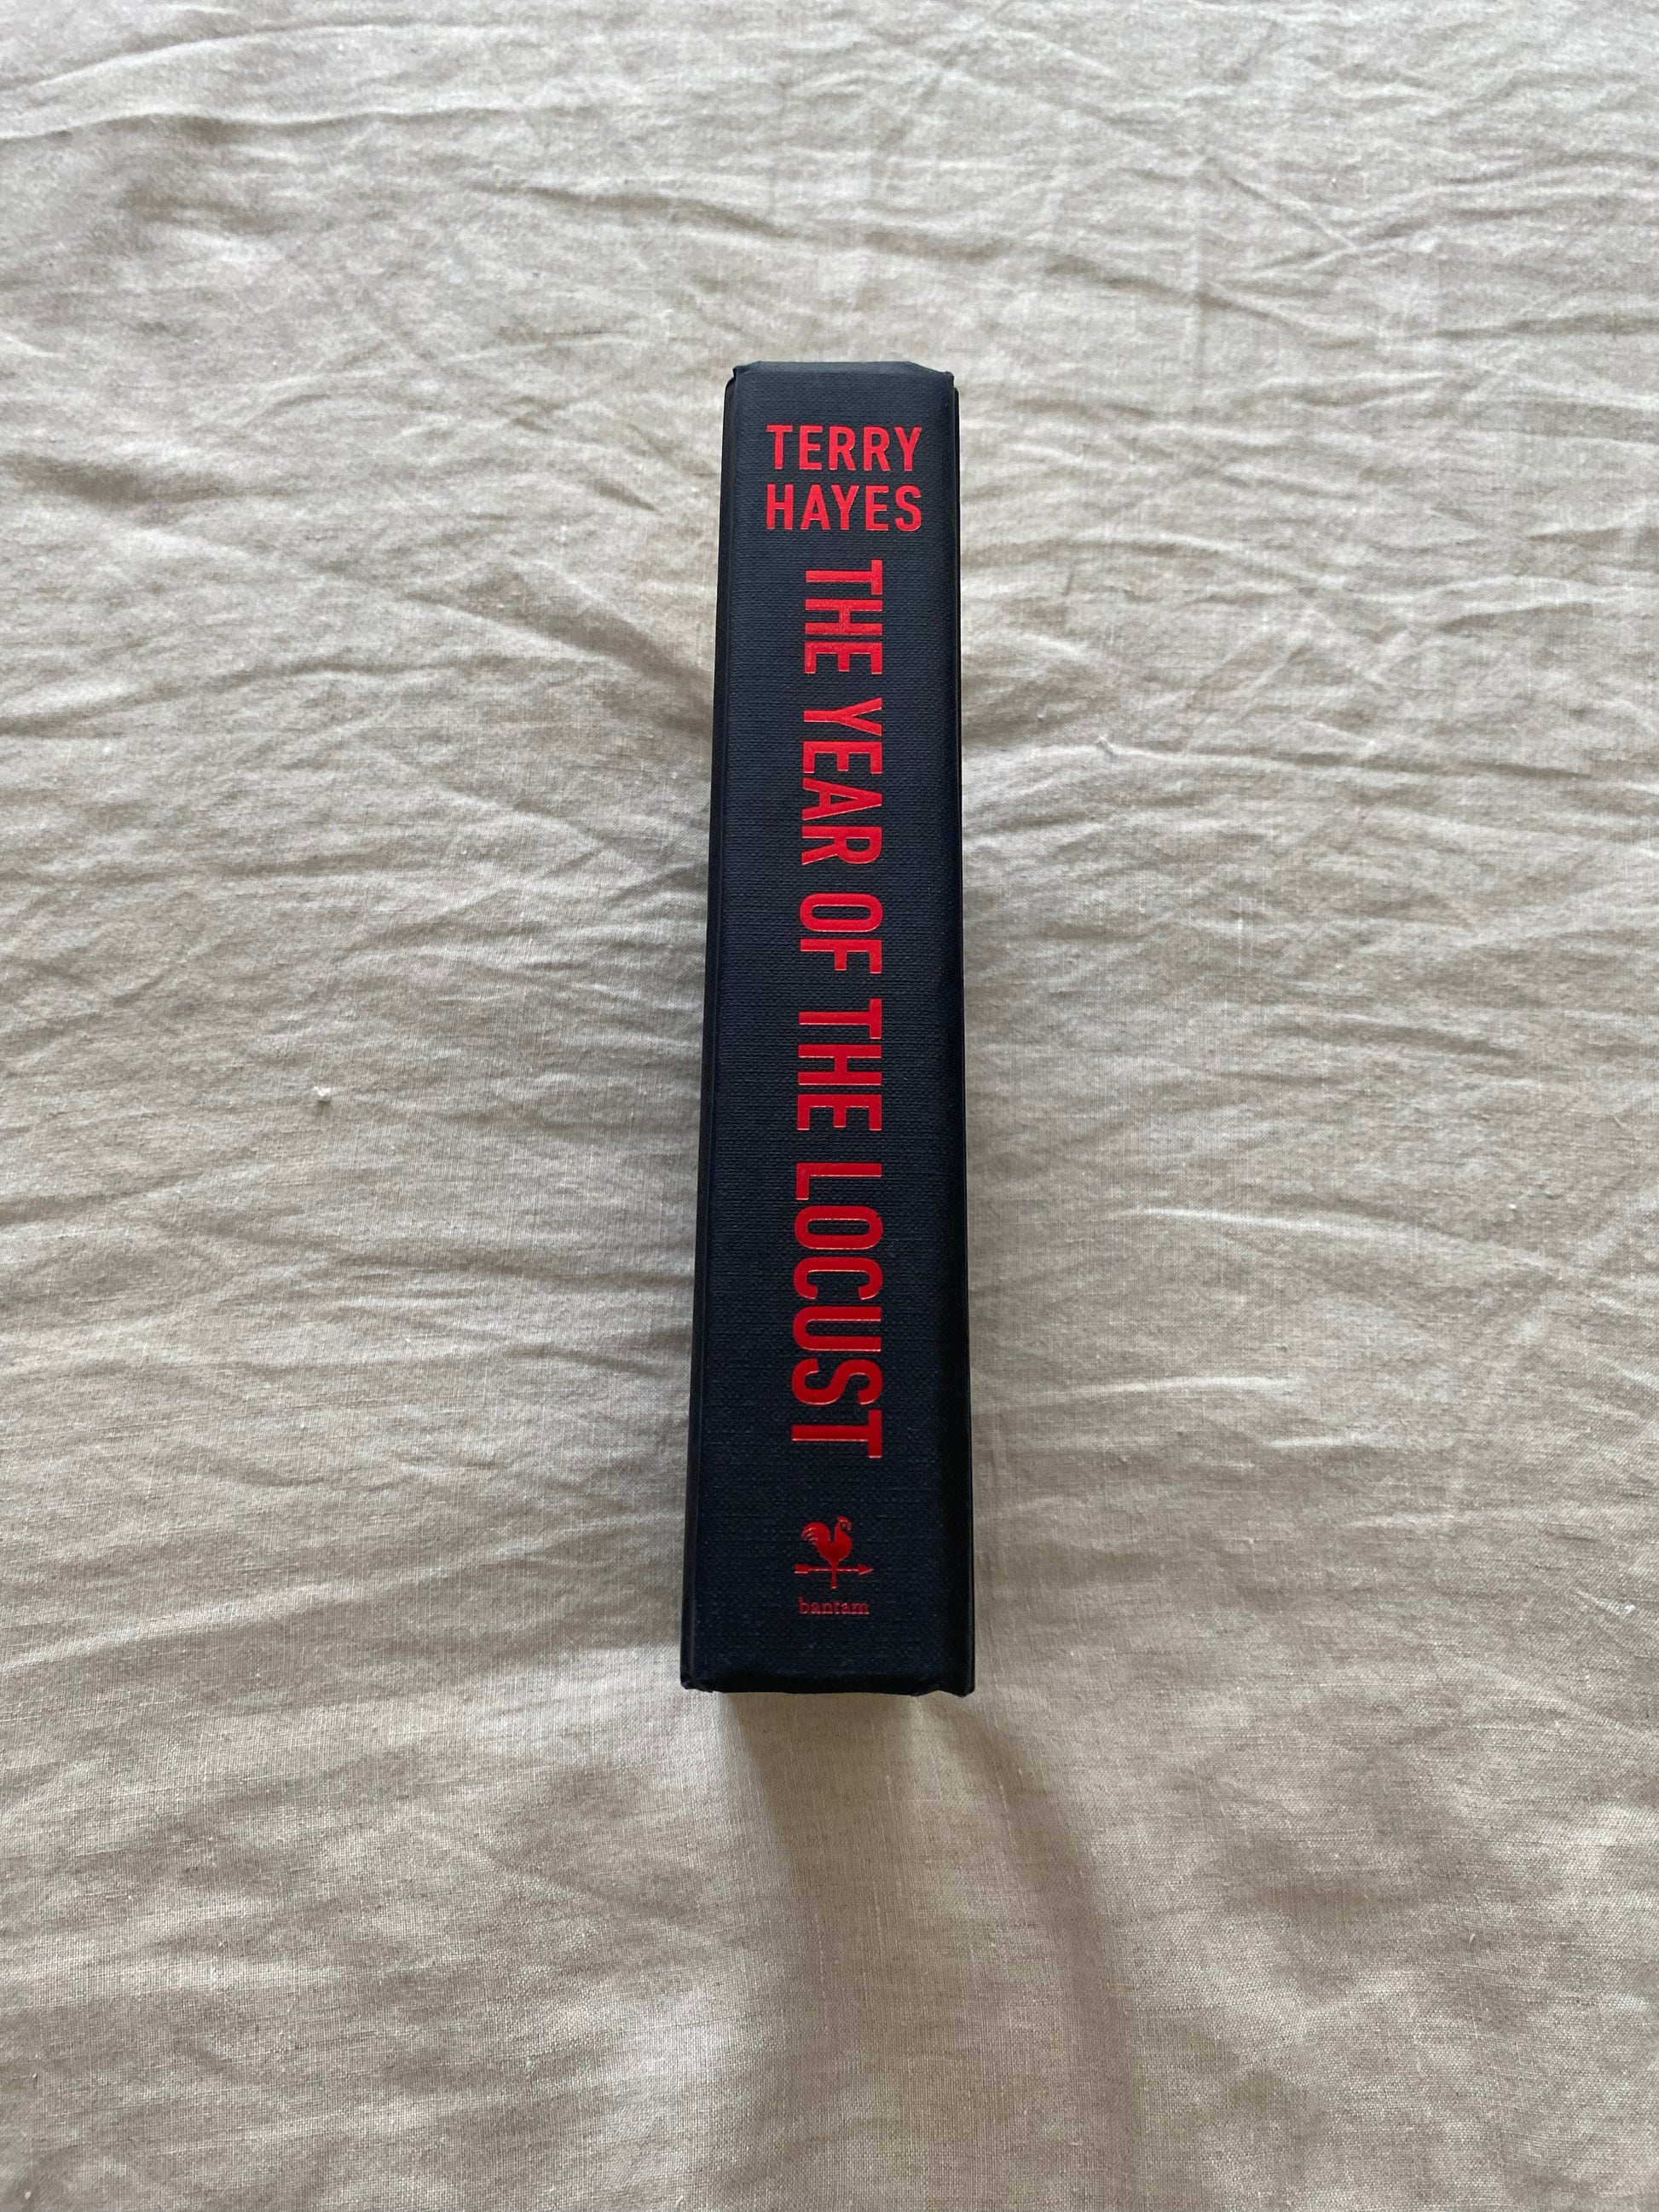 TERRY
HAYES
THE YEAR OF THE LOCUST
bantam